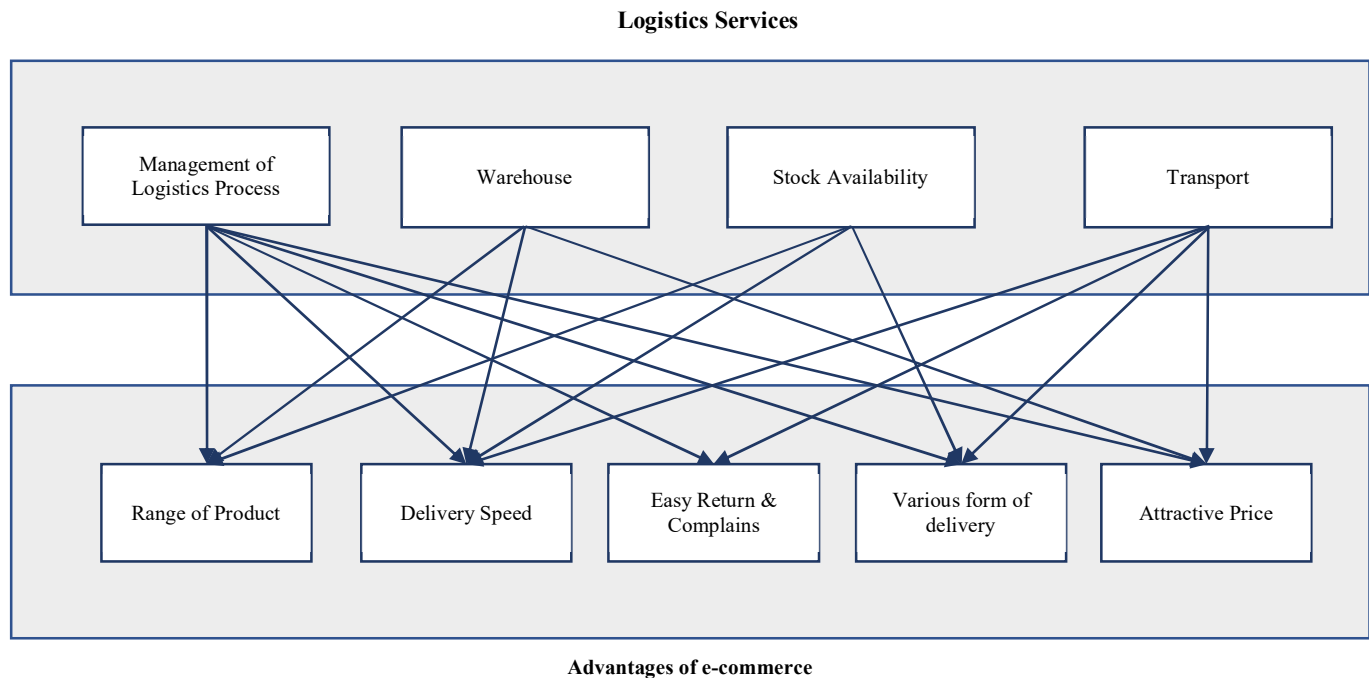 Logistics Services
Management of
Logistics Process
Warehouse
Stock Availability
Transport
Range of Product
Delivery Speed
Easy Return &
Complains
Various form of
delivery
Attractive Price
Advantages of e-commerce